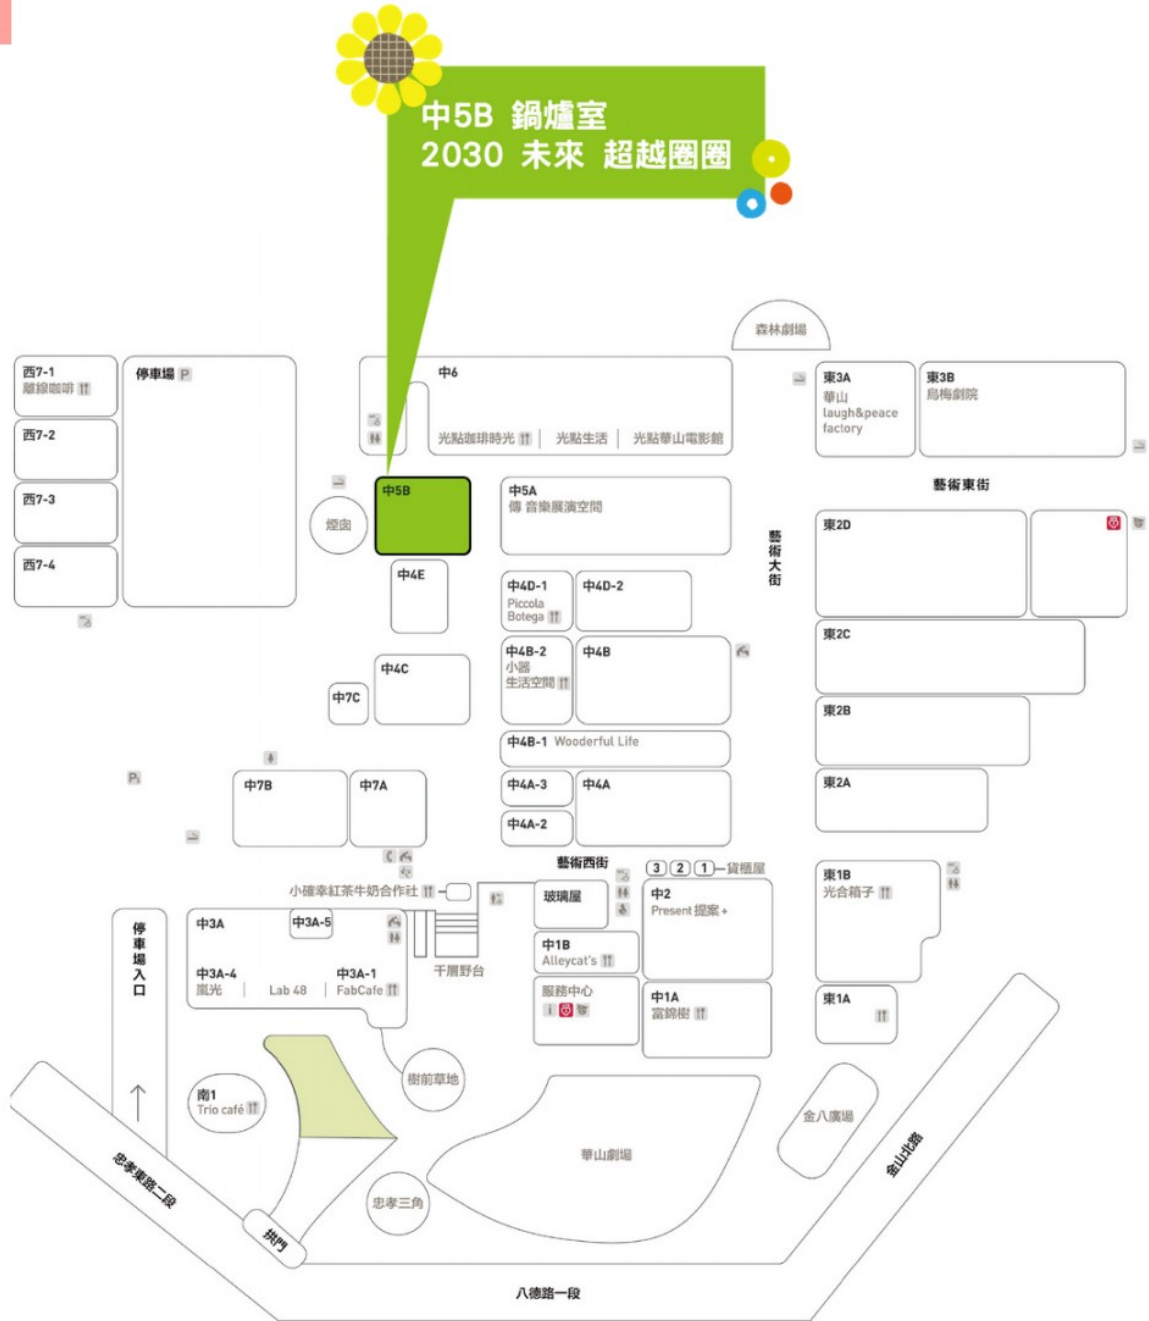 中5B 鍋爐室
2030 未來 超越圈圈
森林劇場
西7-1
離線咖啡
西7-2
西7-3
西7-4
停車場 P
中6
光點咖啡時光
光點生活
光點華山電影館
東3A
華山
laugh&peace
factory
東3B
烏梅劇院
藝術東街
中5B
煙囪
中5A
傳 音樂展演空間
藝術大街
東2D
中4E
中4D-1
Piccola
Botega
中4D-2
東2C
中4B-2
小器
生活空間
中4B
中4C
中7C
東2B
中4B-1 Wooderful Life
P
中7B
中7A
中4A-3
中4A
中4A-2
東2A
藝術西街
3 2 1 貨櫃屋
小確幸紅茶牛奶合作社
玻璃屋
中2
Present 提案+
東1B
光合箱子
停車場入口
中3A
中3A-5
中3A-4
嵐光
Lab 48
中3A-1
FabCafe
千層野台
中1B
Alleycat's
服務中心
i
中1A
富錦樹
東1A
南1
Trio café
樹前草地
華山劇場
金八廣場
金山北路
忠孝東路二段
忠孝三角
拱門
八德路一段